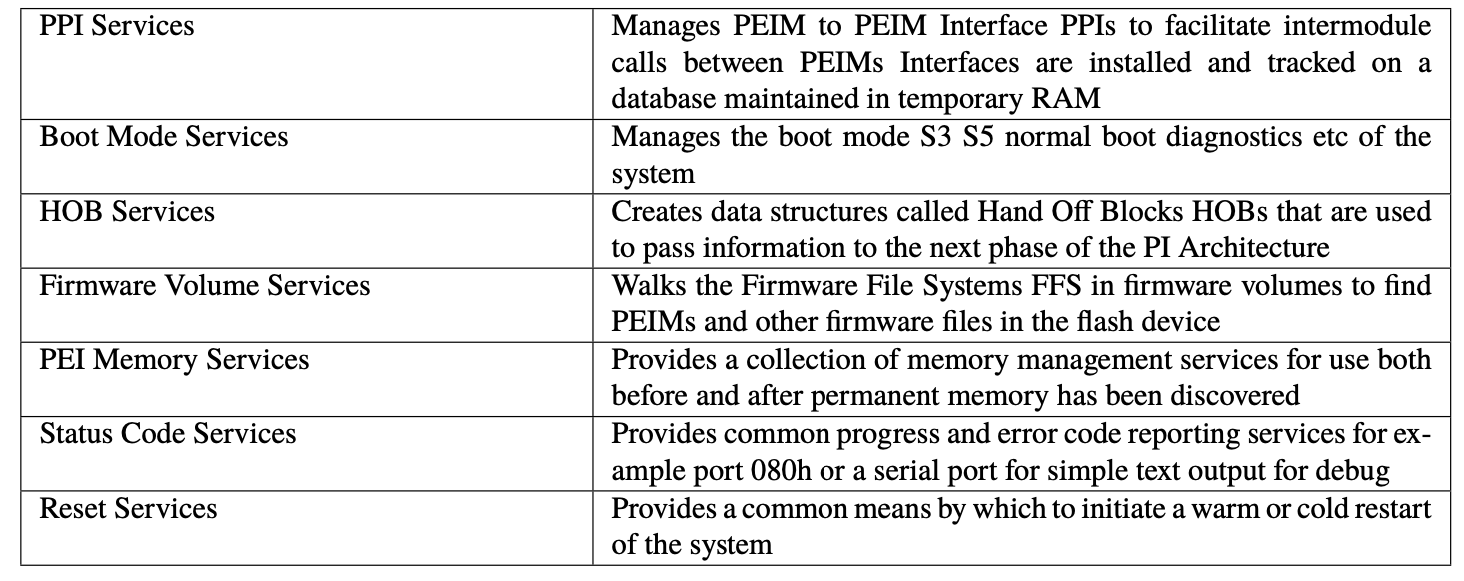 PPI Services
Manages PEIM to PEIM Interface PPIs to facilitate intermodule
calls between PEIMs Interfaces are installed and tracked on a
database maintained in temporary RAM
Boot Mode Services
Manages the boot mode S3 S5 normal boot diagnostics etc of the
system
HOB Services
Creates data structures called Hand Off Blocks HOBs that are used
to pass information to the next phase of the PI Architecture
Firmware Volume Services
Walks the Firmware File Systems FFS in firmware volumes to find
PEIMs and other firmware files in the flash device
PEI Memory Services
Provides a collection of memory management services for use both
before and after permanent memory has been discovered
Status Code Services
Provides common progress and error code reporting services for ex-
ample port 080h or a serial port for simple text output for debug
Reset Services
Provides a common means by which to initiate a warm or cold restart
of the system